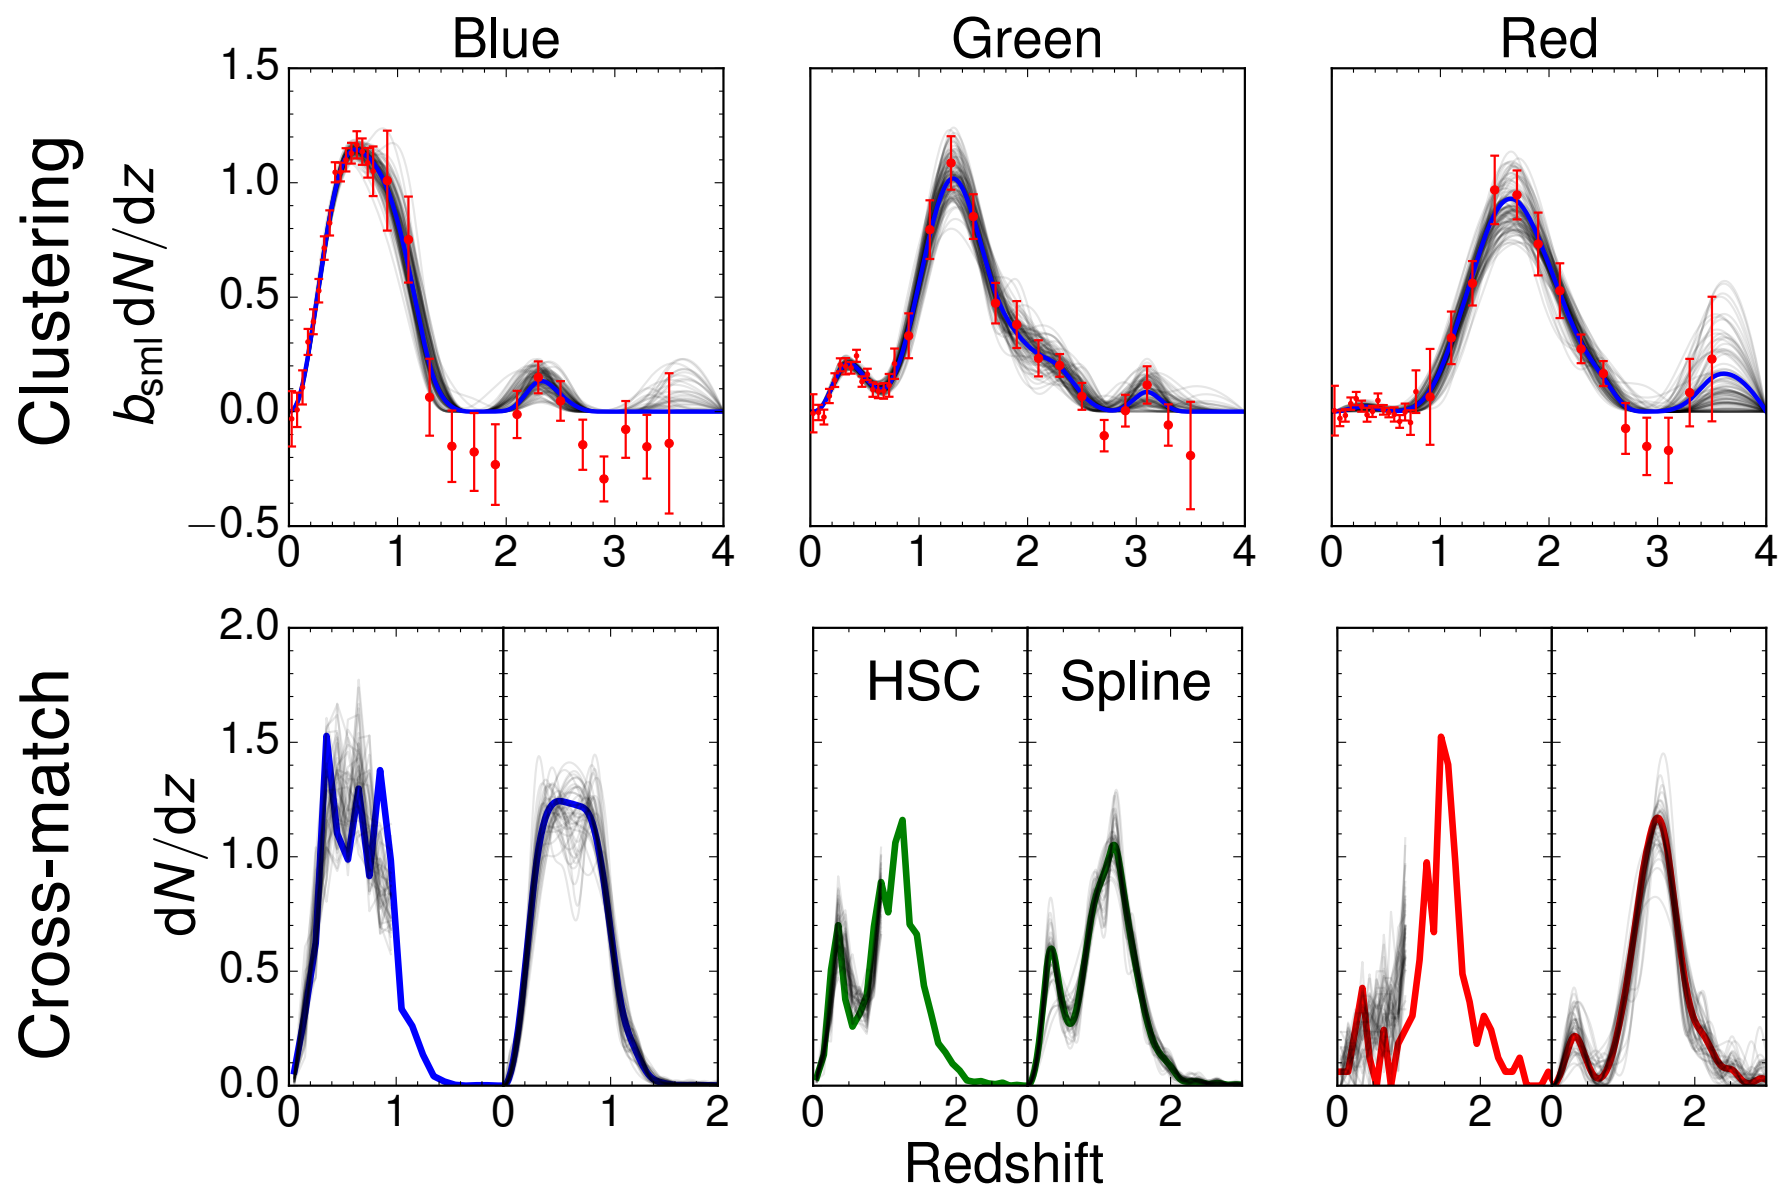 Blue Green Red
Clustering
b_sml dN/dz
1.5
1.0
0.5
0.0
−0.5
0 1 2 3 4 0 1 2 3 4 0 1 2 3 4
Cross-match
dN/dz
2.0
1.5
1.0
0.5
0.0
HSC Spline
0 1 0 1 2 0 2 0 2 0 2 0 2
Redshift